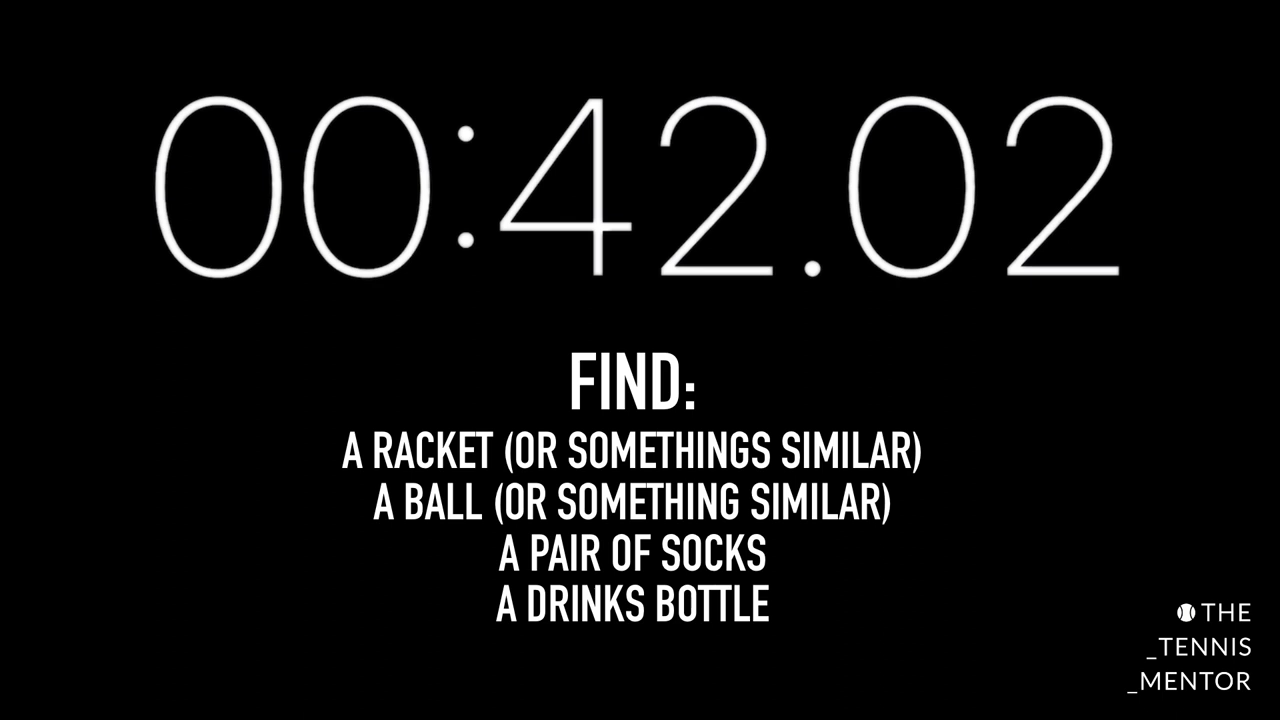 00:42.02
FIND:
A RACKET (OR SOMETHINGS SIMILAR)
A BALL (OR SOMETHING SIMILAR)
A PAIR OF SOCKS
A DRINKS BOTTLE
THE
_TENNIS
_MENTOR